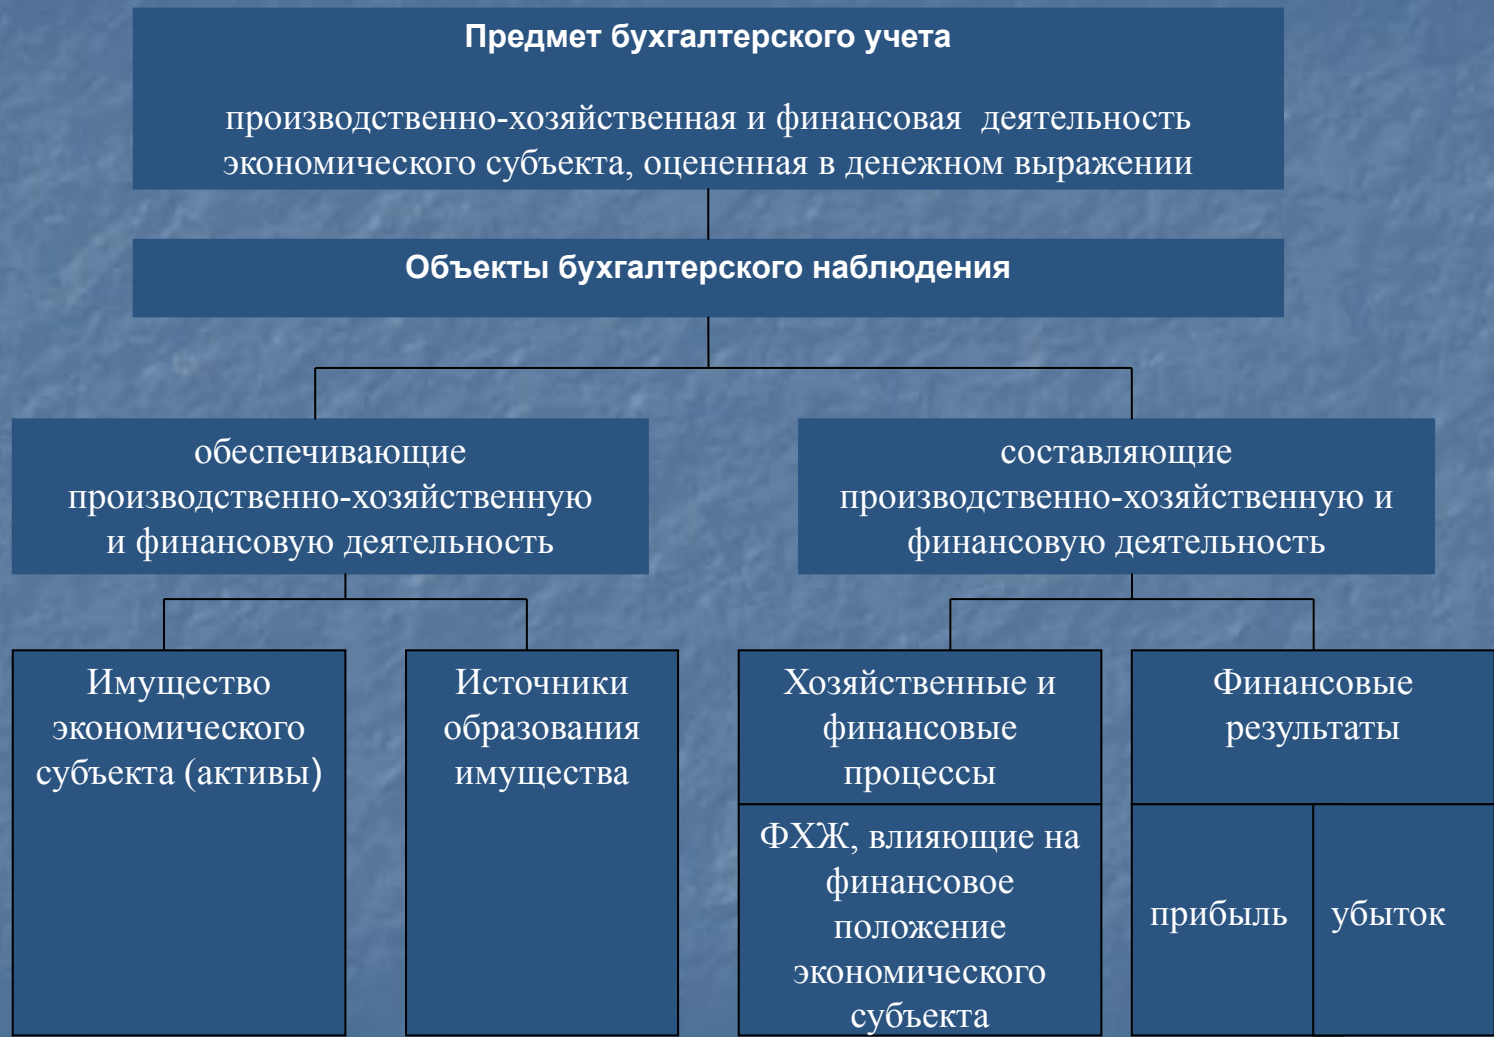 Предмет бухгалтерского учета
производственно-хозяйственная и финансовая деятельность
экономического субъекта, оцененная в денежном выражении
Объекты бухгалтерского наблюдения
обеспечивающие
производственно-хозяйственную
и финансовую деятельность
составляющие
производственно-хозяйственную и
финансовую деятельность
Имущество
экономического
субъекта (активы)
Источники
образования
имущества
Хозяйственные и
финансовые
процессы
ФХЖ, влияющие на
финансовое
положение
экономического
субъекта
Финансовые
результаты
прибыль
убыток